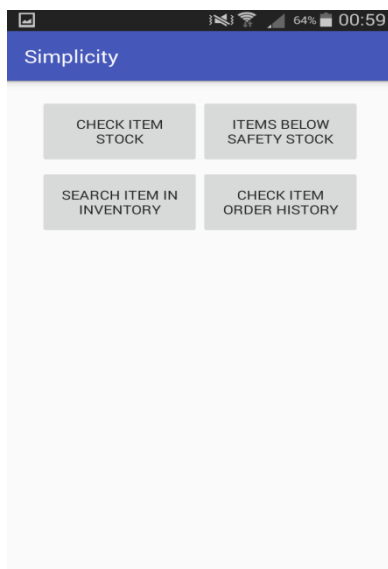 64% 00:59
Simplicity
CHECK ITEM
STOCK
ITEMS BELOW
SAFETY STOCK
SEARCH ITEM IN
INVENTORY
CHECK ITEM
ORDER HISTORY